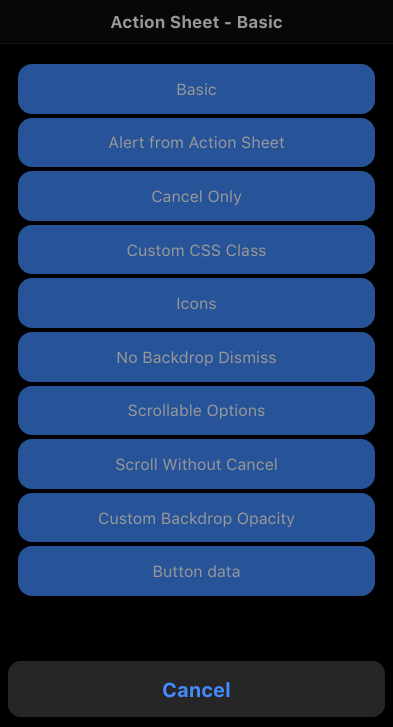 Action Sheet - Basic
Basic
Alert from Action Sheet
Cancel Only
Custom CSS Class
Icons
No Backdrop Dismiss
Scrollable Options
Scroll Without Cancel
Custom Backdrop Opacity
Button data
Cancel